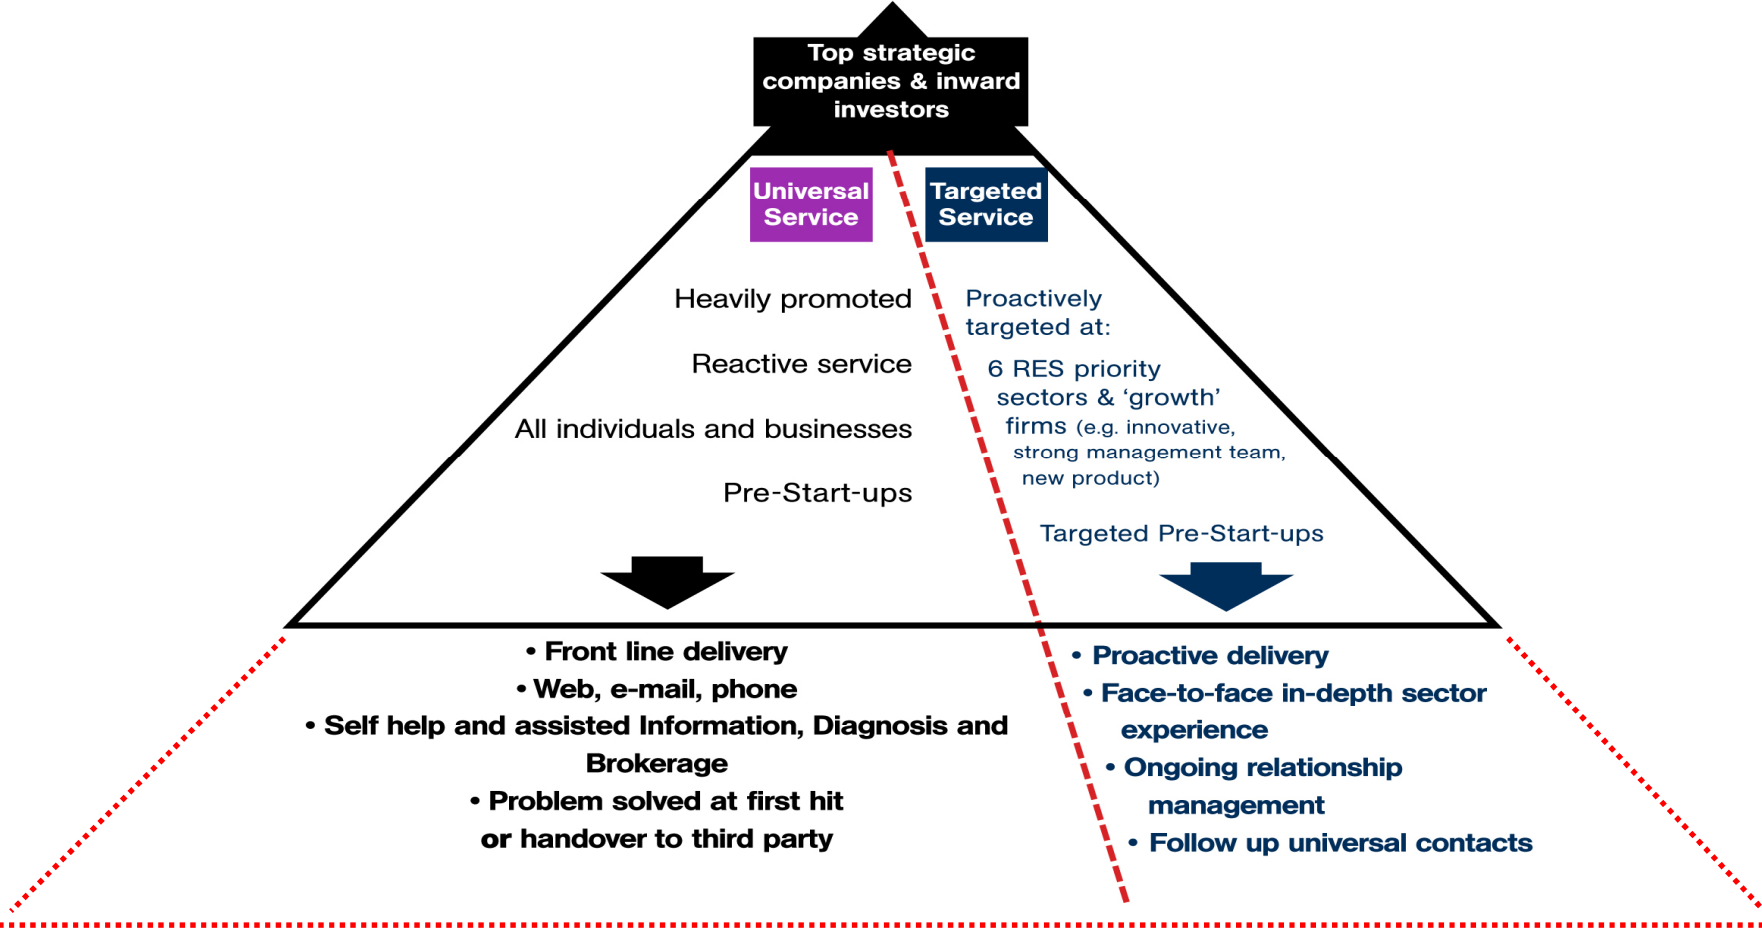 Top strategic
companies & inward
investors
Universal
Service
Heavily promoted
Reactive service
All individuals and businesses
Pre-Start-ups
Targeted
Service
Proactively
targeted at:
6 RES priority
sectors & ‘growth’
firms (e.g. innovative,
strong management team,
new product)
Targeted Pre-Start-ups
• Front line delivery
• Web, e-mail, phone
• Self help and assisted Information, Diagnosis and
Brokerage
• Problem solved at first hit
or handover to third party
• Proactive delivery
• Face-to-face in-depth sector
experience
• Ongoing relationship
management
• Follow up universal contacts